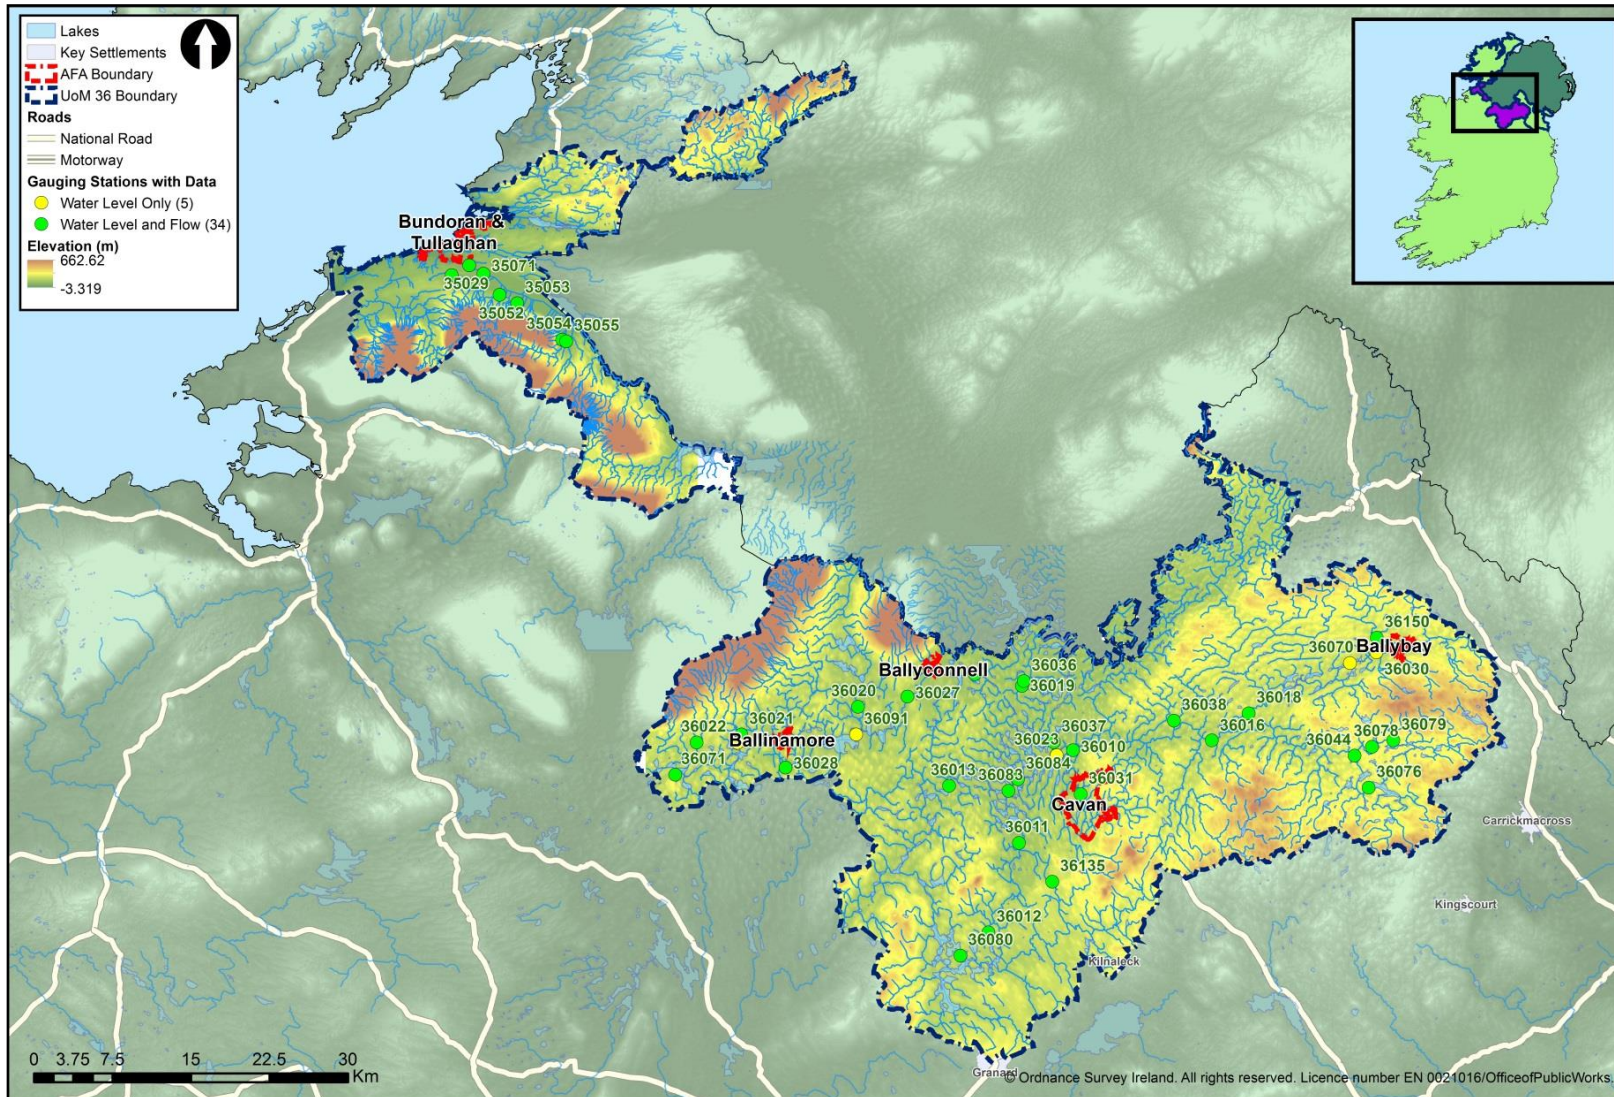 Lakes
Key Settlements
AFA Boundary
UoM 36 Boundary
Roads
National Road
Motorway
Gauging Stations with Data
Water Level Only (5)
Water Level and Flow (34)
Elevation (m)
662.62
-3.319
Bundoran &
Tullaghan
35071
35029
35053
35052
35054
35055
36150
Ballybay
36070
36030
Ballyconnell
36036
36019
36027
36020
36091
36038
36018
36016
36022
36021
Ballinamore
36028
36071
36037
36023
36010
36084
36013
36083
36031
Cavan
36079
36078
36044
36076
Carrickmacross
36011
36135
Kingscourt
36012
36080
Kilnaleck
Granard
0 3.75 7.5 15 22.5 30
Km
© Ordnance Survey Ireland. All rights reserved. Licence number EN 0021016/OfficeofPublicWorks.